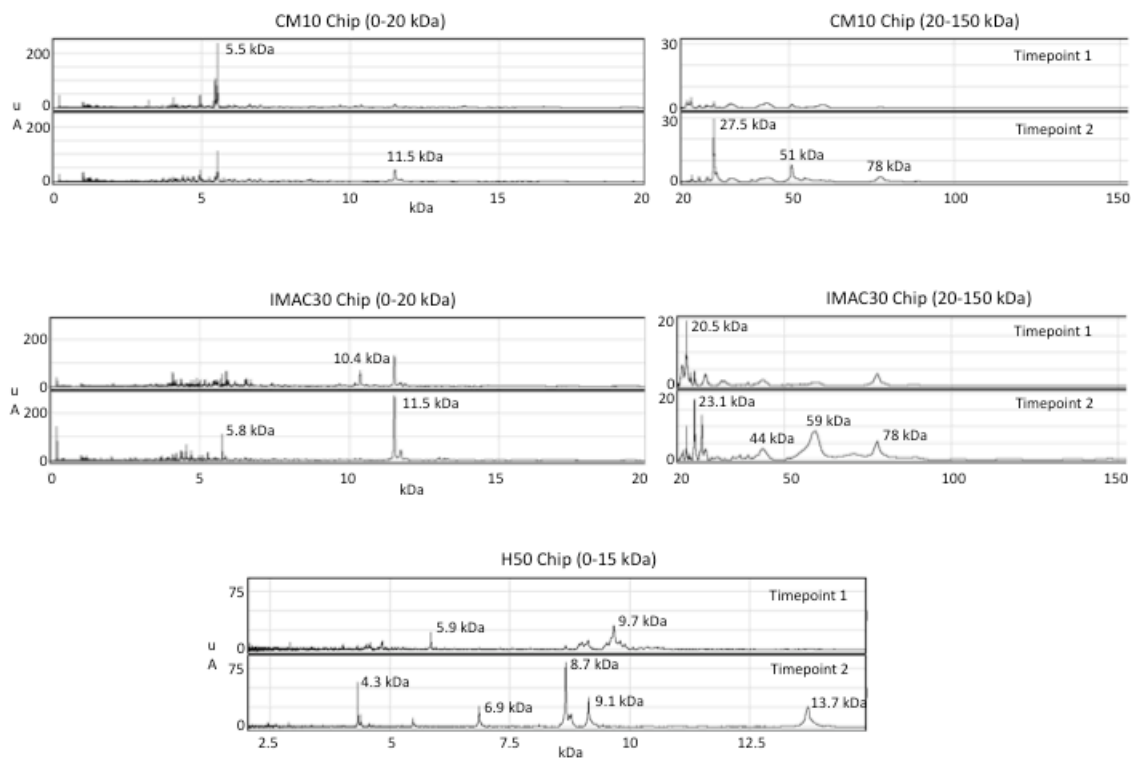 CM10 Chip (0-20 kDa)
200
0
5.5 kDa
u
A
200
0
11.5 kDa
0 5 10 15 20
kDa
CM10 Chip (20-150 kDa)
30
0
Timepoint 1
30
0
27.5 kDa
51 kDa
78 kDa
Timepoint 2
20 50 100 150
IMAC30 Chip (0-20 kDa)
200
0
10.4 kDa
u
A
200
0
5.8 kDa
11.5 kDa
0 5 10 15 20
kDa
IMAC30 Chip (20-150 kDa)
20
0
20.5 kDa
Timepoint 1
20
0
23.1 kDa
44 kDa
59 kDa
78 kDa
Timepoint 2
20 50 100 150
H50 Chip (0-15 kDa)
75
0
5.9 kDa
9.7 kDa
Timepoint 1
u
A
75
0
4.3 kDa
6.9 kDa
8.7 kDa
9.1 kDa
13.7 kDa
Timepoint 2
2.5 5 7.5 10 12.5
kDa